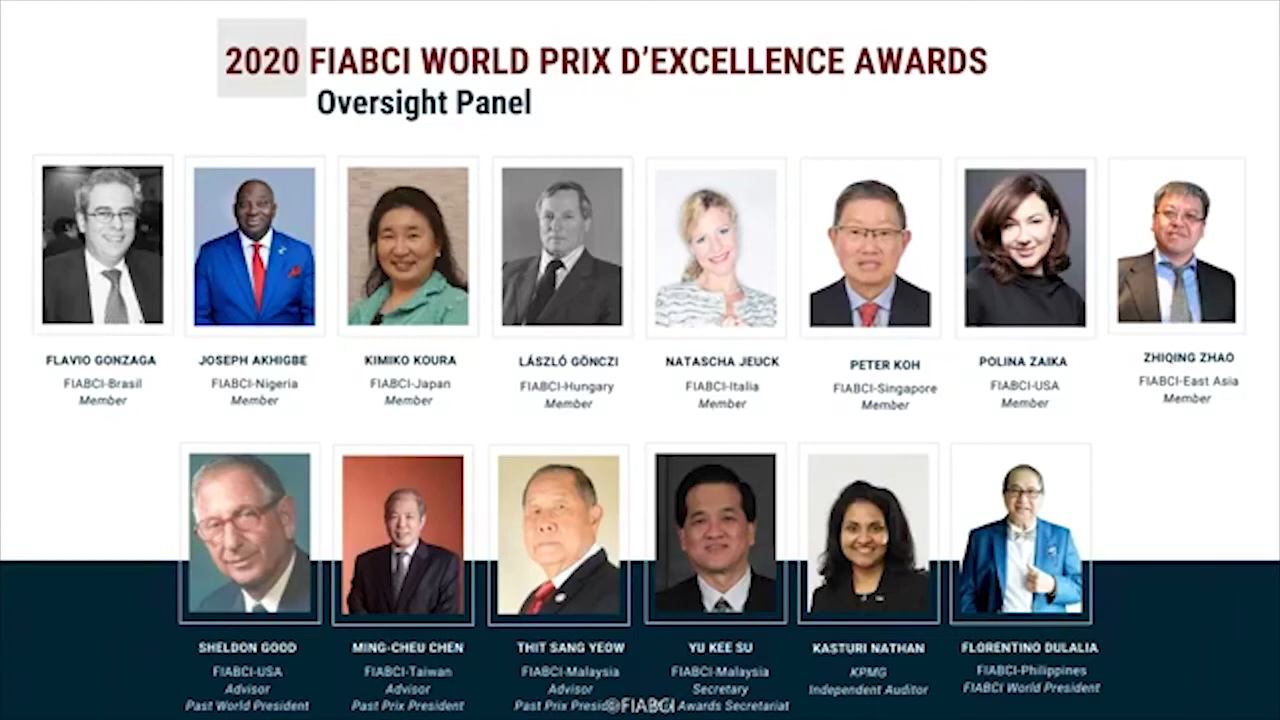 2020 FIABCI WORLD PRIX D'EXCELLENCE AWARDS
Oversight Panel
FLAVIO GONZAGA
FIABCI-Brasil
Member
JOSEPH AKHIGBE
FIABCI-Nigeria
Member
KIMIKO KOURA
FIABCI-Japan
Member
LÁSZLÓ GÖNCZI
FIABCI-Hungary
Member
NATASCHA JEUCK
FIABCI-Italia
Member
PETER KOH
FIABCI-Singapore
Member
POLINA ZAIKA
FIABCI-USA
Member
ZHIQING ZHAO
FIABCI-East Asia
Member
SHELDON GOOD
FIABCI-USA
Advisor
Past World President
MING-CHEU CHEN
FIABCI-Taiwan
Advisor
Past Prix President
THIT SANG YEOW
FIABCI-Malaysia
Advisor
Past Prix
YU KEE SU
FIABCI-Malaysia
Secretary
Awards Secretariat
KASTURI NATHAN
KPMG
Independent Auditor
FLORENTINO DULALIA
FIABCI-Philippines
FIABCI World President
©FIABCI